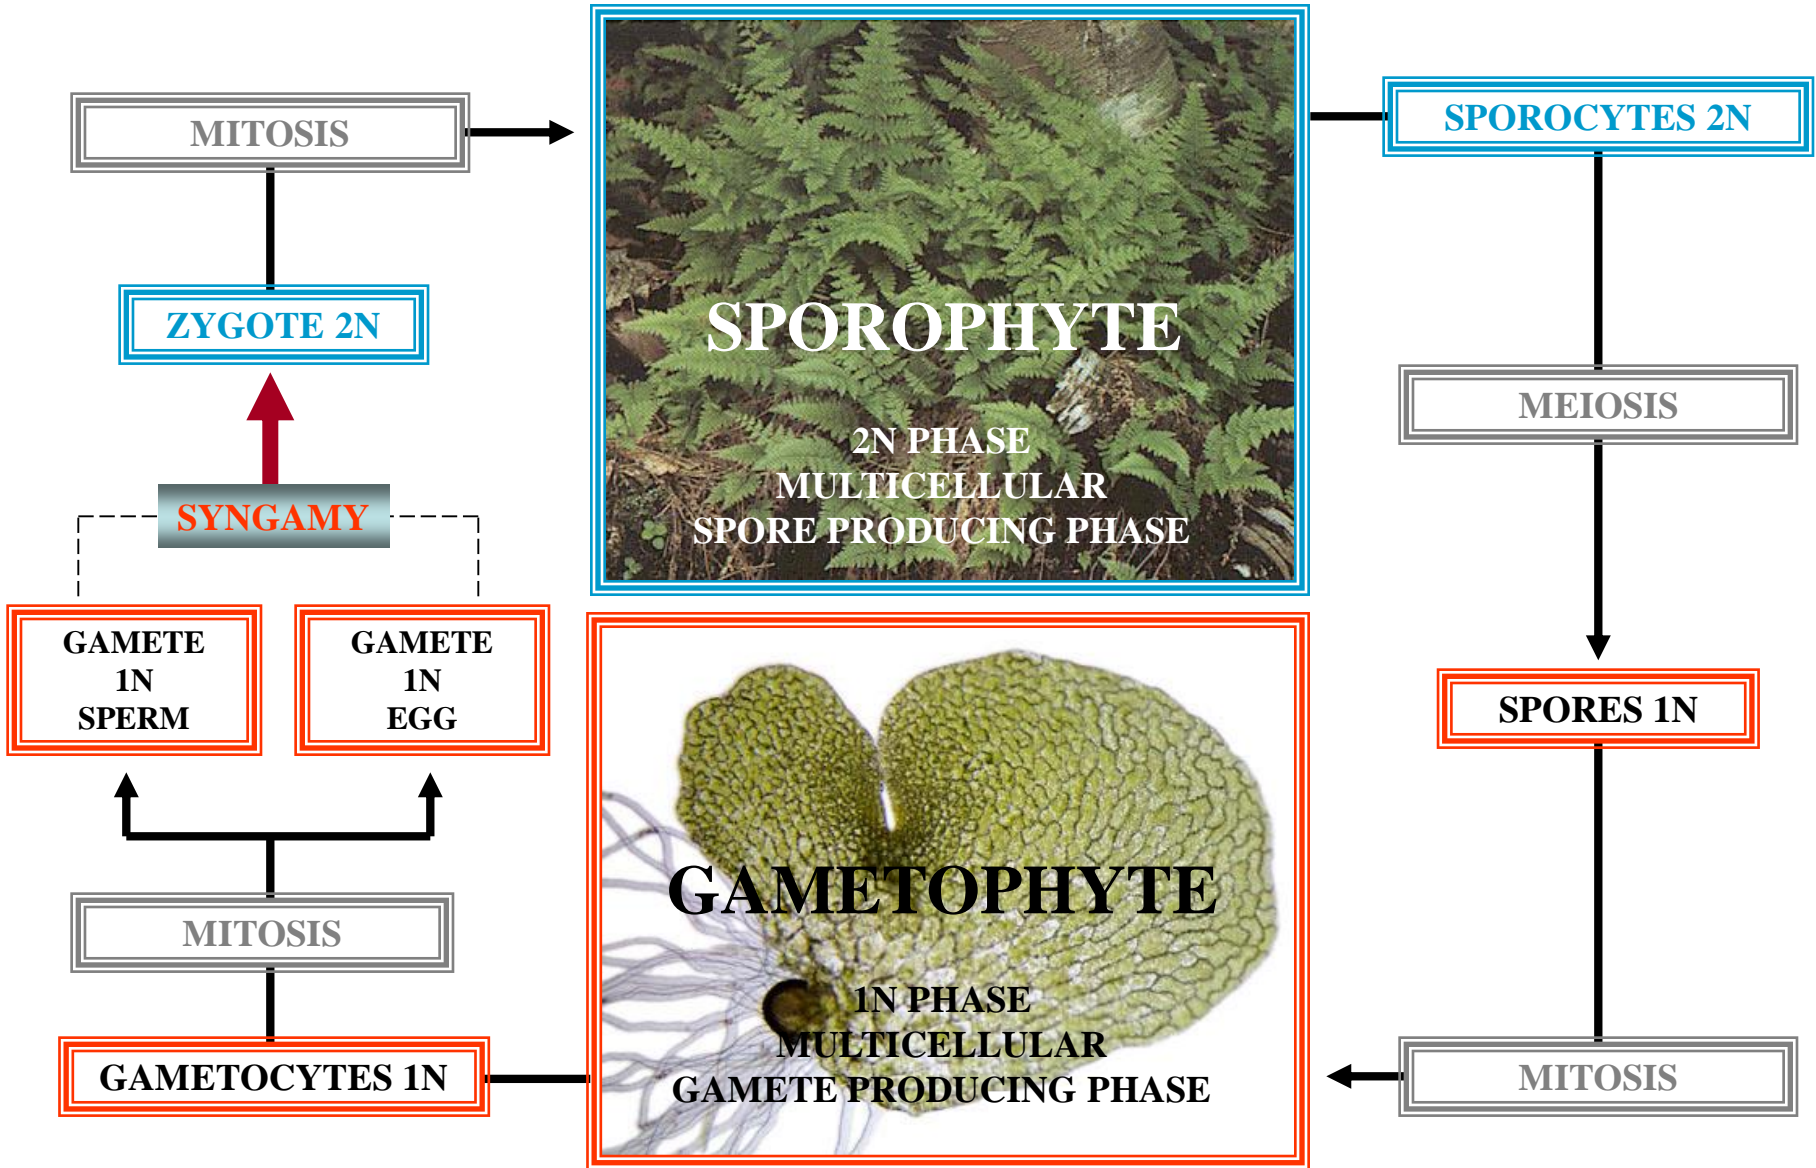 MITOSIS
SPOROCYTES 2N
ZYGOTE 2N
SPOROPHYTE
2N PHASE
MULTICELLULAR
SPORE PRODUCING PHASE
MEIOSIS
SYNGAMY
GAMETE
1N
SPERM
GAMETE
1N
EGG
SPORES 1N
GAMETOPHYTE
1N PHASE
MULTICELLULAR
GAMETE PRODUCING PHASE
MITOSIS
GAMETOCYTES 1N
MITOSIS